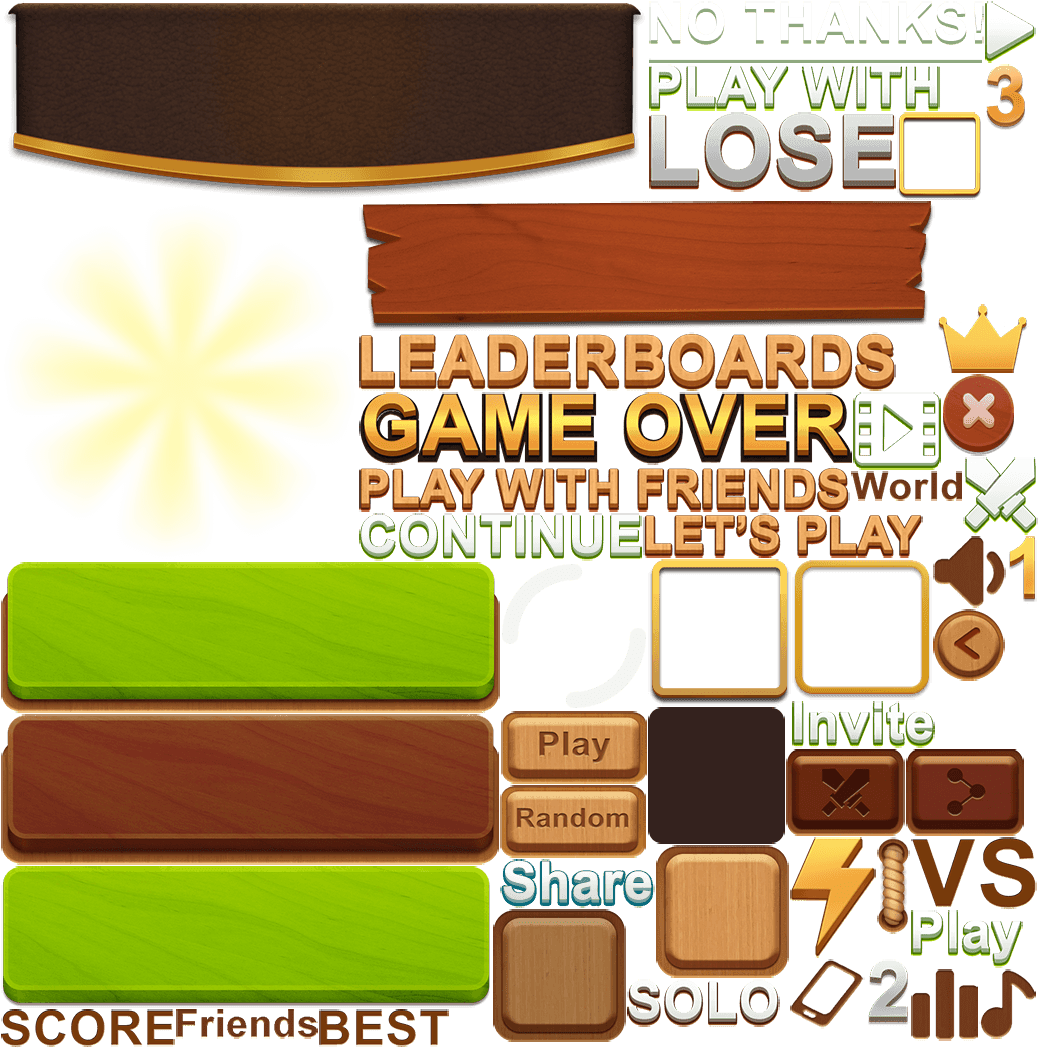 NO THANKS!
PLAY WITH
3
LOSE
LEADERBOARDS
GAME OVER
PLAY WITH FRIENDS
World
CONTINUE
LET'S PLAY
1
Invite
Play
Random
Share
VS
Play
SOLO
2
SCORE
Friends
BEST